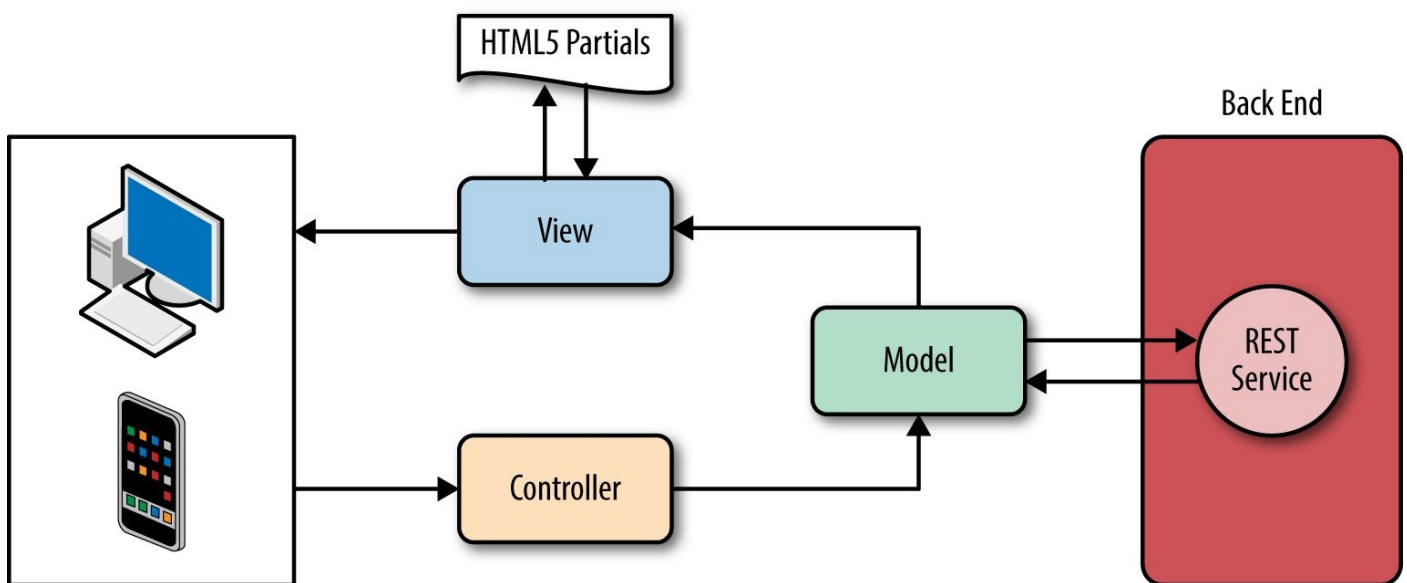 HTML5 Partials
Back End
View
Model
REST
Service
Controller